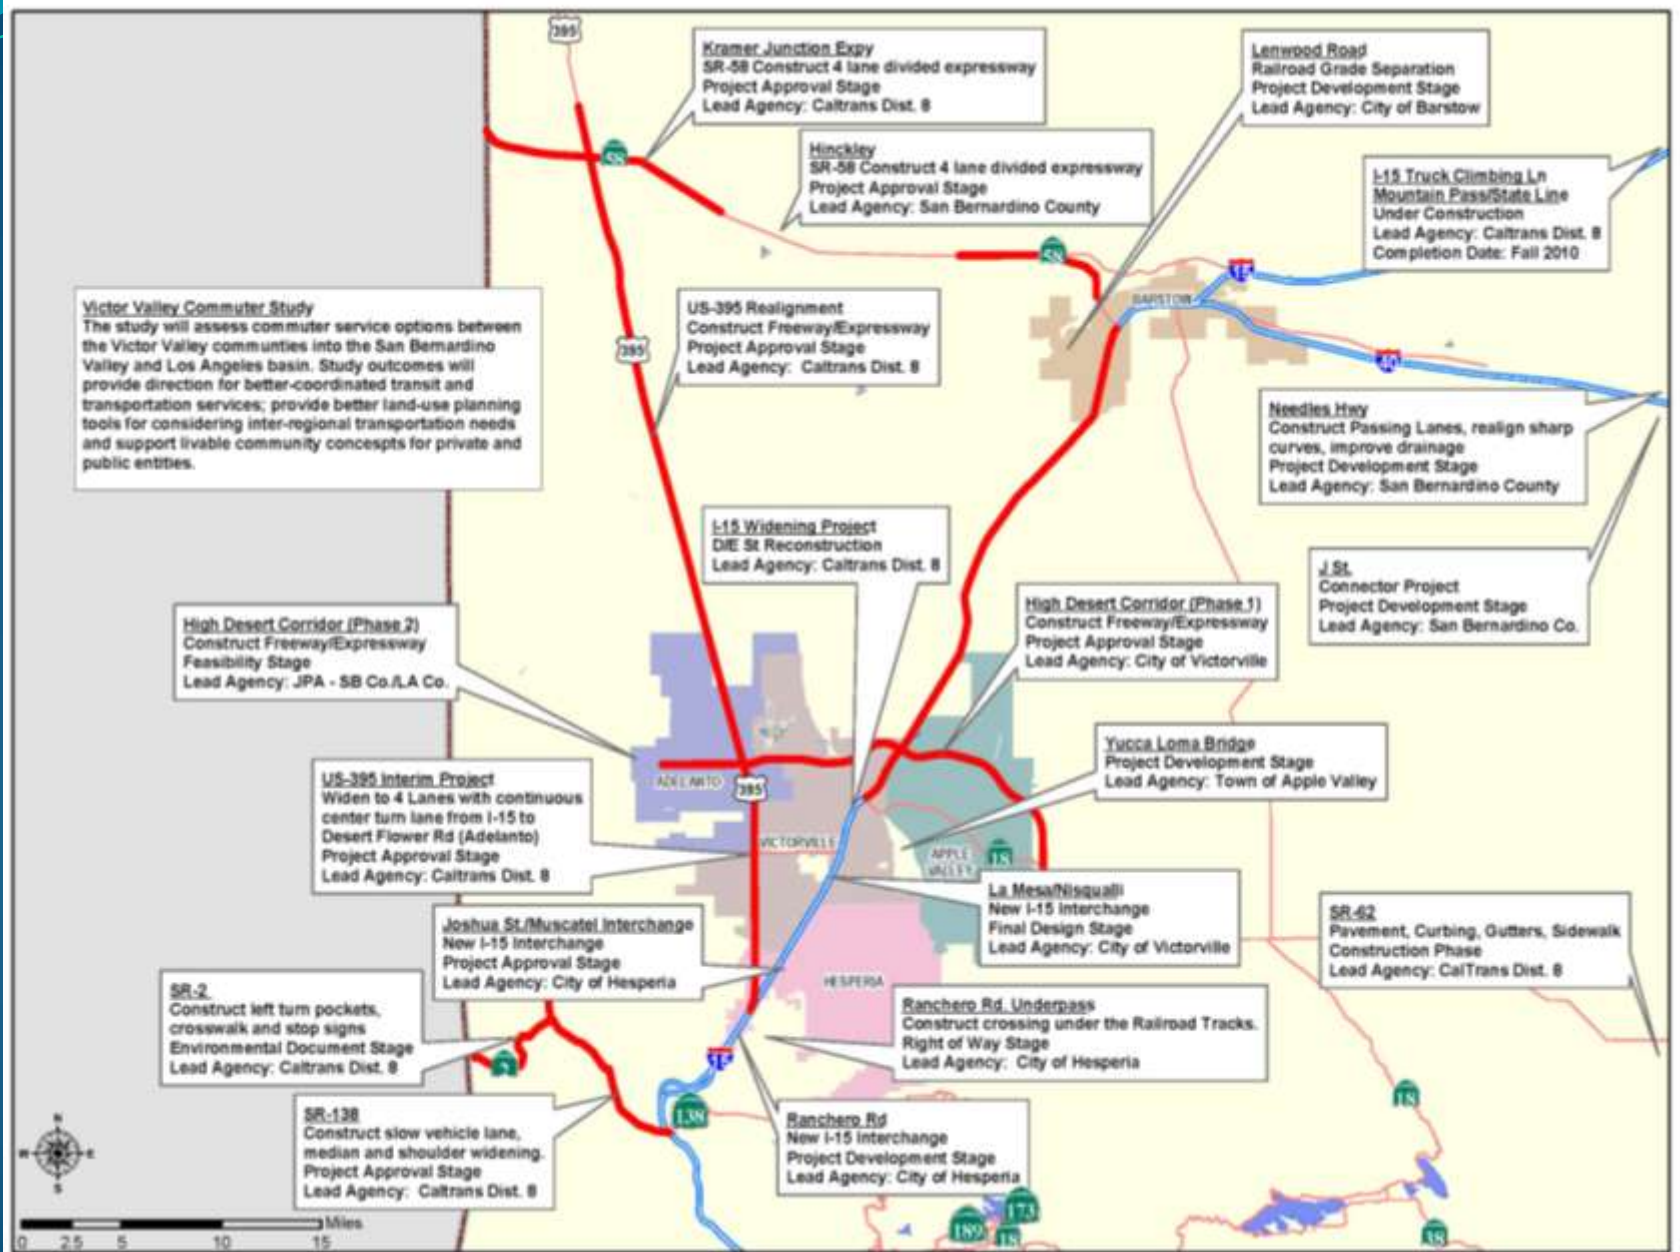 395
Kramer Junction Expy
SR-58 Construct 4 lane divided expressway
Project Approval Stage
Lead Agency: Caltrans Dist. 8
Lenwood Road
Railroad Grade Separation
Project Development Stage
Lead Agency: City of Barstow
58
Hinckley
SR-58 Construct 4 lane divided expressway
Project Approval Stage
Lead Agency: San Bernardino County
I-15 Truck Climbing Ln
Mountain Pass/State Line
Under Construction
Lead Agency: Caltrans Dist. 8
Completion Date: Fall 2010
58
15
BARSTOW
Victor Valley Commuter Study
The study will assess commuter service options between
the Victor Valley communties into the San Bernardino
Valley and Los Angeles basin. Study outcomes will
provide direction for better-coordinated transit and
transportation services; provide better land-use planning
tools for considering inter-regional transportation needs
and support livable community concespts for private and
public entities.
395
US-395 Realignment
Construct Freeway/Expressway
Project Approval Stage
Lead Agency: Caltrans Dist. 8
40
Needles Hwy
Construct Passing Lanes, realign sharp
curves, improve drainage
Project Development Stage
Lead Agency: San Bernardino County
I-15 Widening Project
D/E St Reconstruction
Lead Agency: Caltrans Dist. 8
J St.
Connector Project
Project Development Stage
Lead Agency: San Bernardino Co.
High Desert Corridor (Phase 2)
Construct Freeway/Expressway
Feasibility Stage
Lead Agency: JPA - SB Co./LA Co.
High Desert Corridor (Phase 1)
Construct Freeway/Expressway
Project Approval Stage
Lead Agency: City of Victorville
Yucca Loma Bridge
Project Development Stage
Lead Agency: Town of Apple Valley
ADELANTO
395
US-395 Interim Project
Widen to 4 Lanes with continuous
center turn lane from I-15 to
Desert Flower Rd (Adelanto)
Project Approval Stage
Lead Agency: Caltrans Dist. 8
VICTORVILLE
APPLE
VALLEY
18
La Mesa/Nisqualli
New I-15 Interchange
Final Design Stage
Lead Agency: City of Victorville
Joshua St./Muscatel Interchange
New I-15 Interchange
Project Approval Stage
Lead Agency: City of Hesperia
SR-62
Pavement, Curbing, Gutters, Sidewalk
Construction Phase
Lead Agency: CalTrans Dist. 8
HESPERIA
SR-2
Construct left turn pockets,
crosswalk and stop signs
Environmental Document Stage
Lead Agency: Caltrans Dist. 8
2
15
Ranchero Rd. Underpass
Construct crossing under the Railroad Tracks.
Right of Way Stage
Lead Agency: City of Hesperia
138
18
SR-138
Construct slow vehicle lane,
median and shoulder widening.
Project Approval Stage
Lead Agency: Caltrans Dist. 8
Ranchero Rd
New I-15 Interchange
Project Development Stage
Lead Agency: City of Hesperia
N
W E
S
173
189
18
38
Miles
0 2.5 5 10 15